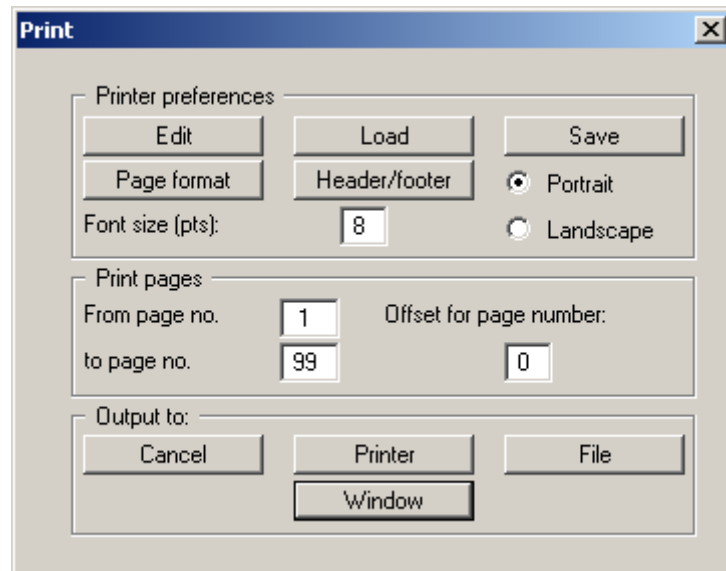 Print
Printer preferences
Edit Load Save
Page format Header/footer Portrait
Font size (pts): 8 Landscape
Print pages
From page no. 1 Offset for page number:
to page no. 99 0
Output to:
Cancel Printer File
Window